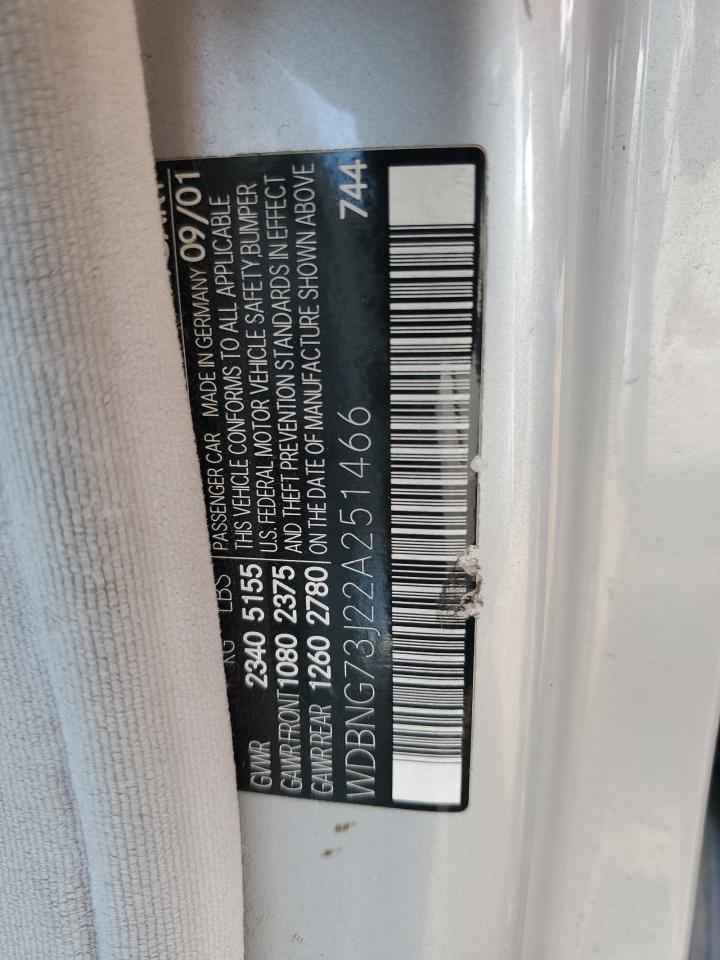 09/01
KG LBS PASSENGER CAR MADE IN GERMANY
GVWR 2340 5155 THIS VEHICLE CONFORMS TO ALL APPLICABLE
U.S. FEDERAL MOTOR VEHICLE SAFETY,BUMPER
GAWR FRONT 1080 2375 AND THEFT PREVENTION STANDARDS IN EFFECT
GAWR REAR 1260 2780 ON THE DATE OF MANUFACTURE SHOWN ABOVE
WDBNG73J22A251466 744